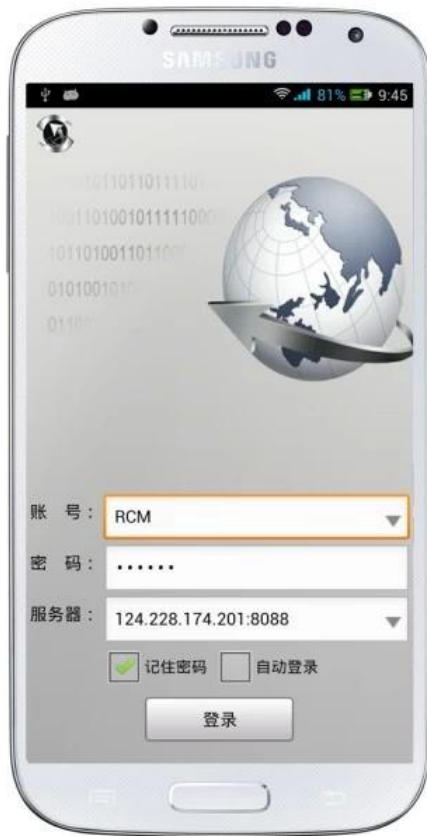 SAMSUNG
81% 9:45
账 号：
RCM
密 码：
••••••
服务器：
124.228.174.201:8088
记住密码 自动登录
登录